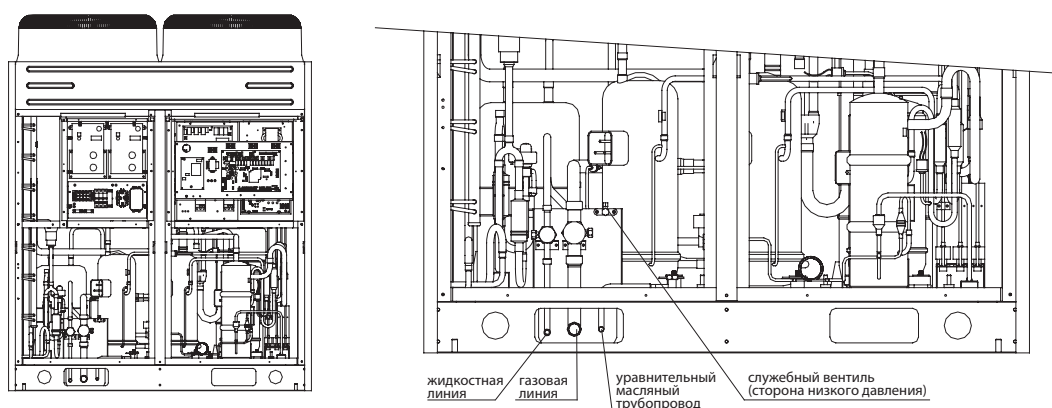 жидкостная
линия
газовая
линия
уравнительный
масляный
трубопровод
служебный вентиль
(сторона низкого давления)